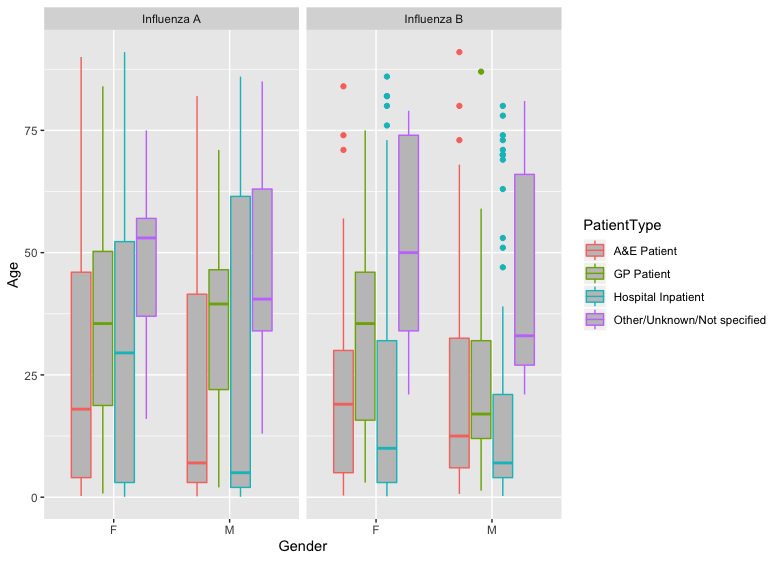 Influenza A
Influenza B
75
50
25
0
Age
F
M
F
M
Gender
PatientType
A&E Patient
GP Patient
Hospital Inpatient
Other/Unknown/Not specified